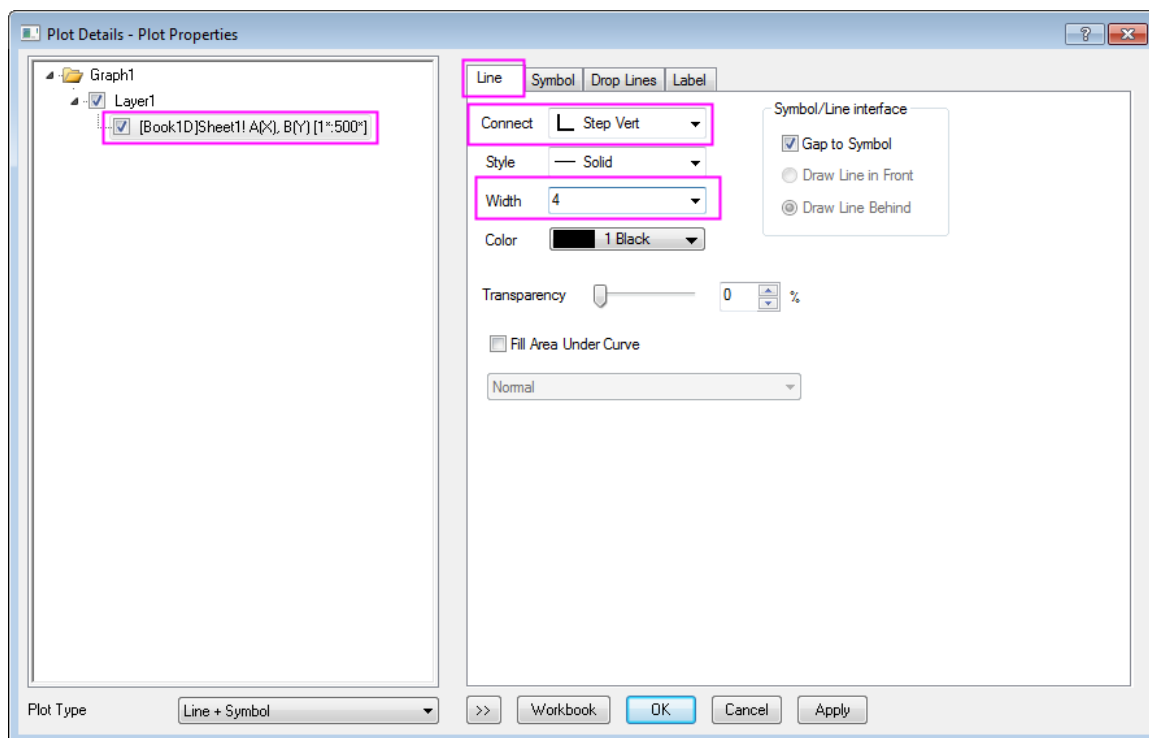 Plot Details - Plot Properties
Graph1
Layer1
[Book1D]Sheet1! A(X), B(Y) [1*:500*]
Line Symbol Drop Lines Label
Connect Step Vert
Style Solid
Width 4
Color 1 Black
Symbol/Line interface
Gap to Symbol
Draw Line in Front
Draw Line Behind
Transparency 0 %
Fill Area Under Curve
Normal
Plot Type Line + Symbol
>> Workbook OK Cancel Apply